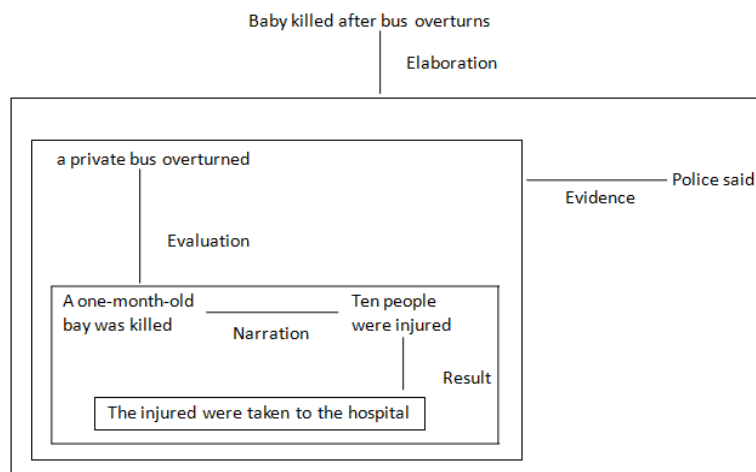 Baby killed after bus overturns
Elaboration
a private bus overturned
Police said
Evidence
Evaluation
A one-month-old
bay was killed
Narration
Ten people
were injured
Result
The injured were taken to the hospital